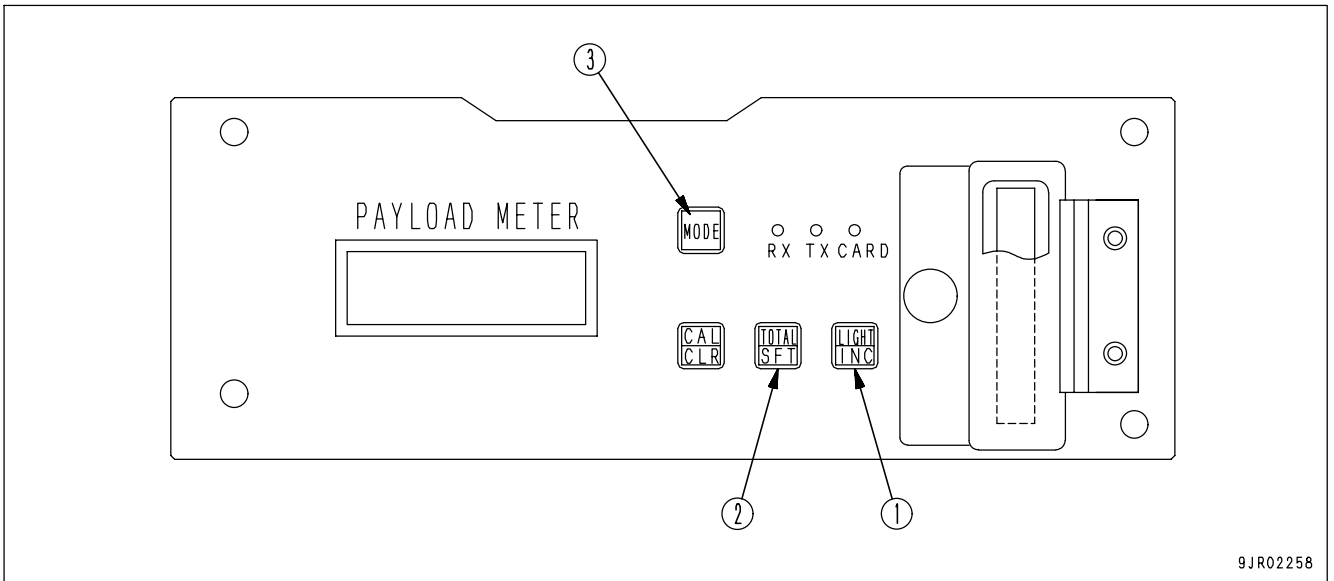 3
PAYLOAD METER
MODE
RX TX CARD
CAL
CLR
TOTAL
SFT
LIGHT
INC
2
1
9JR02258